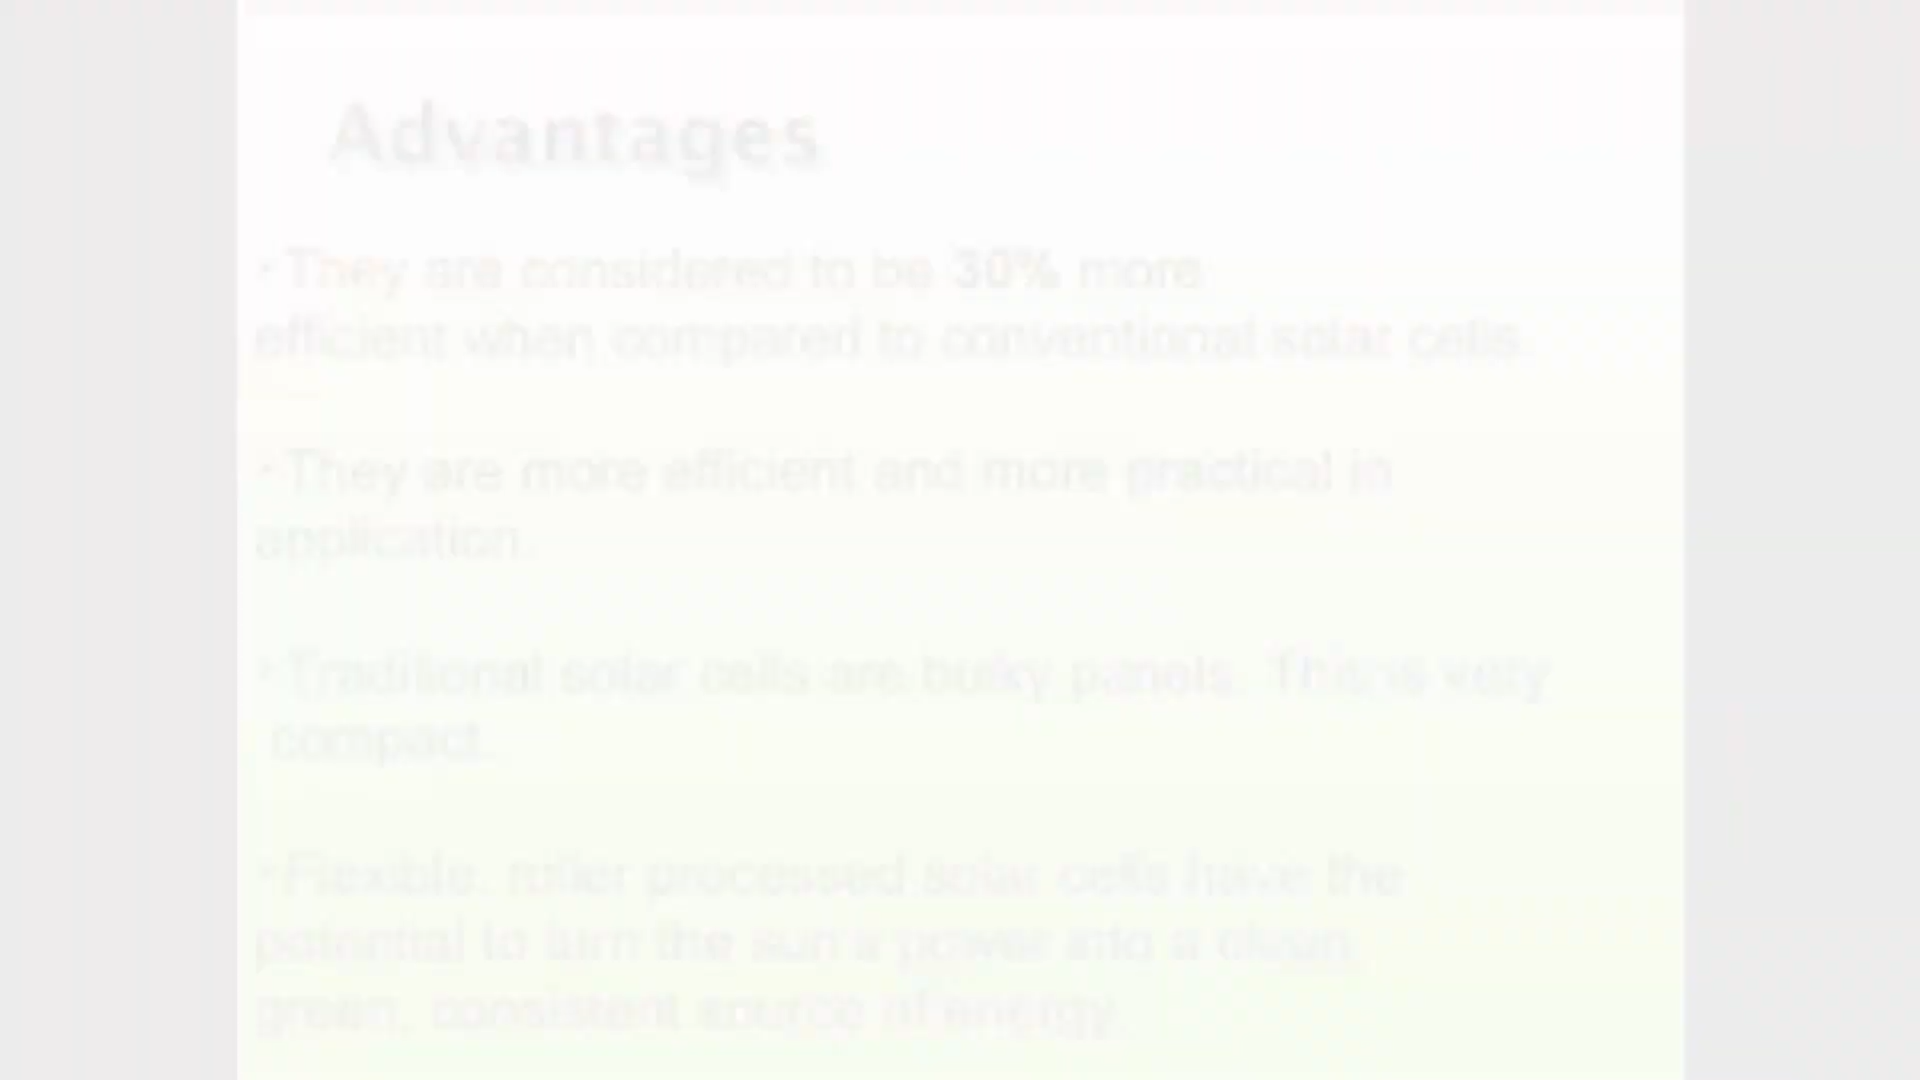 Advantages
• They are considered to be 30% more
efficient when compared to conventional solar cells.
• They are more efficient and more practical in
application.
• Traditional solar cells are bulky panels. This is very
compact.
• Flexible, roller processed solar cells have the
potential to turn the sun's power into a clean,
green, consistent source of energy.